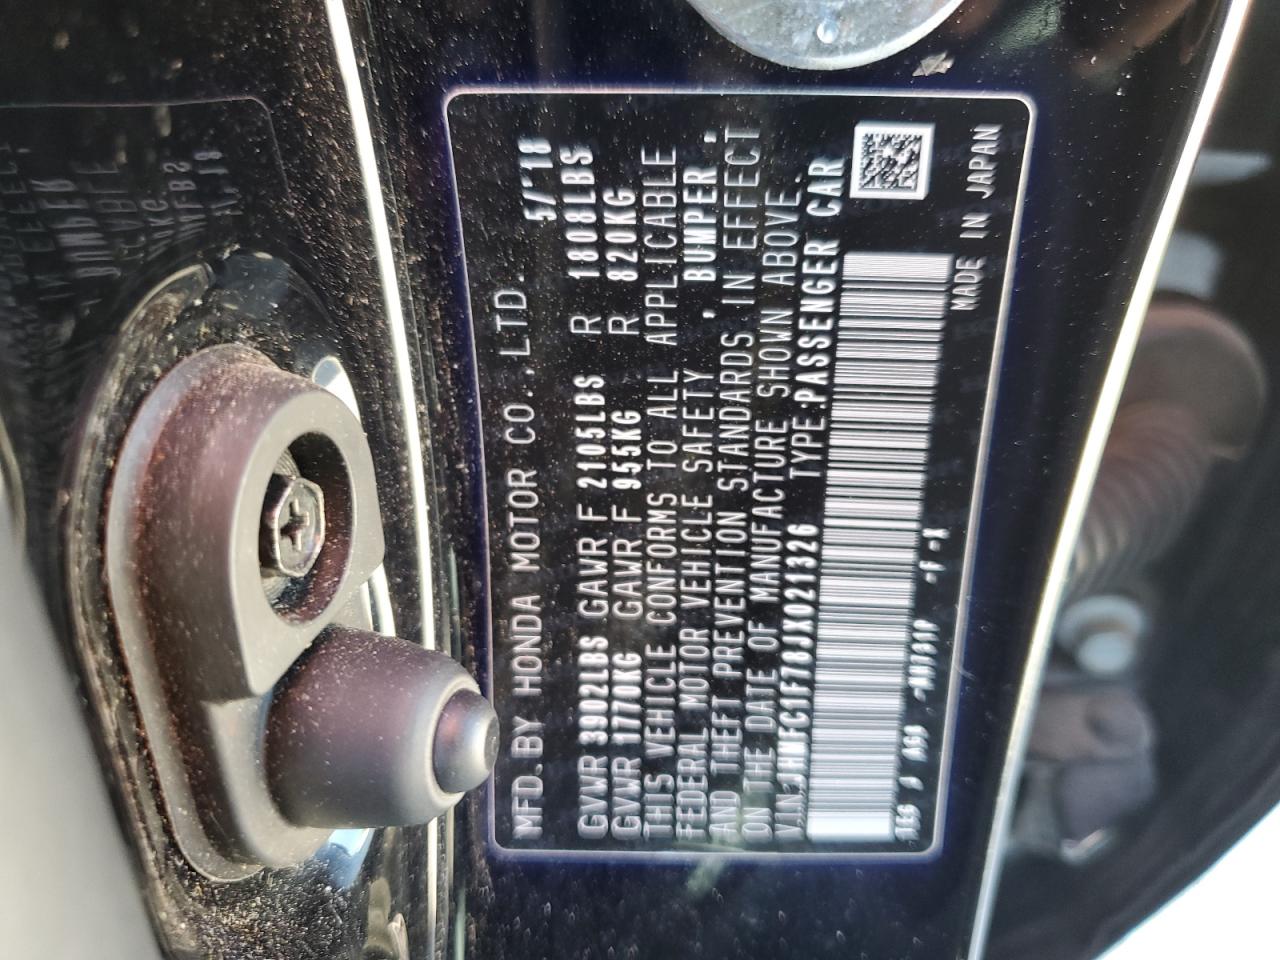 MFD. BY HONDA MOTOR CO., LTD. 5/'18
GVWR 3902LBS GAWR F 2105LBS R 1808LBS
GVWR 1770KG GAWR F 955KG R 820KG
THIS VEHICLE CONFORMS TO ALL APPLICABLE
FEDERAL MOTOR VEHICLE SAFETY , BUMPER ,
AND THEFT PREVENTION STANDARDS IN EFFECT
ON THE DATE OF MANUFACTURE SHOWN ABOVE.
V.I.N.:JHMFC1F78JX021326 TYPE:PASSENGER CAR
MADE IN JAPAN